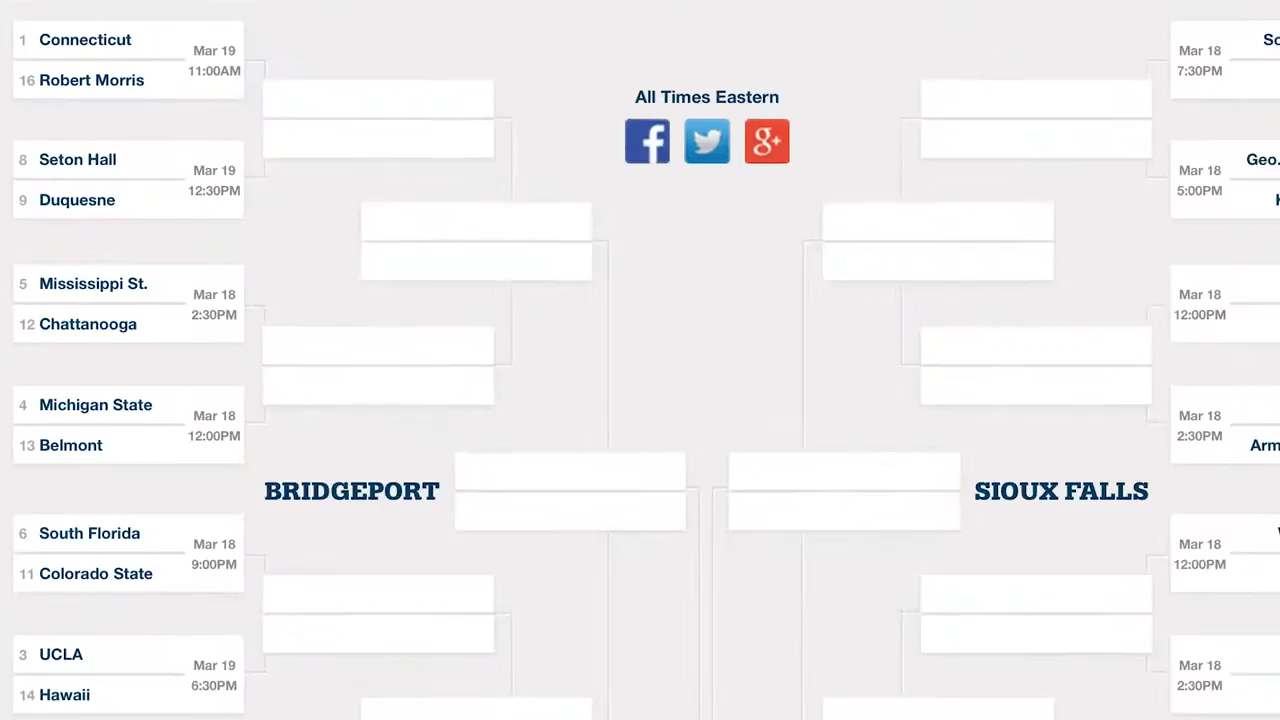 1 Connecticut
Mar 19
11:00AM
16 Robert Morris
8 Seton Hall
Mar 19
12:30PM
9 Duquesne
5 Mississippi St.
Mar 18
2:30PM
12 Chattanooga
4 Michigan State
Mar 18
12:00PM
13 Belmont
BRIDGEPORT
6 South Florida
Mar 18
9:00PM
11 Colorado State
3 UCLA
Mar 19
6:30PM
14 Hawaii
All Times Eastern
f
g+
Mar 18
7:30PM
Mar 18
5:00PM
Geo.
Mar 18
12:00PM
Mar 18
2:30PM
SIOUX FALLS
Mar 18
12:00PM
Mar 18
2:30PM